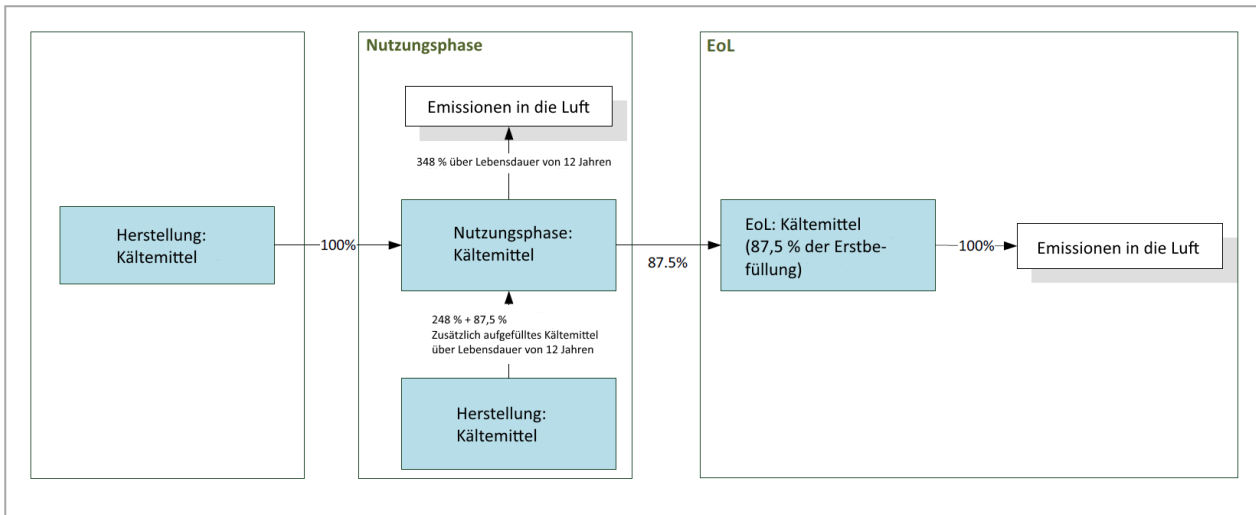 Nutzungsphase
EoL
Emissionen in die Luft
348 % über Lebensdauer von 12 Jahren
Herstellung:
Kältemittel
100%
Nutzungsphase:
Kältemittel
87.5%
EoL: Kältemittel
(87,5 % der Erstbe-
füllung)
100%
Emissionen in die Luft
248 % + 87,5 %
Zusätzlich aufgefülltes Kältemittel
über Lebensdauer von 12 Jahren
Herstellung:
Kältemittel